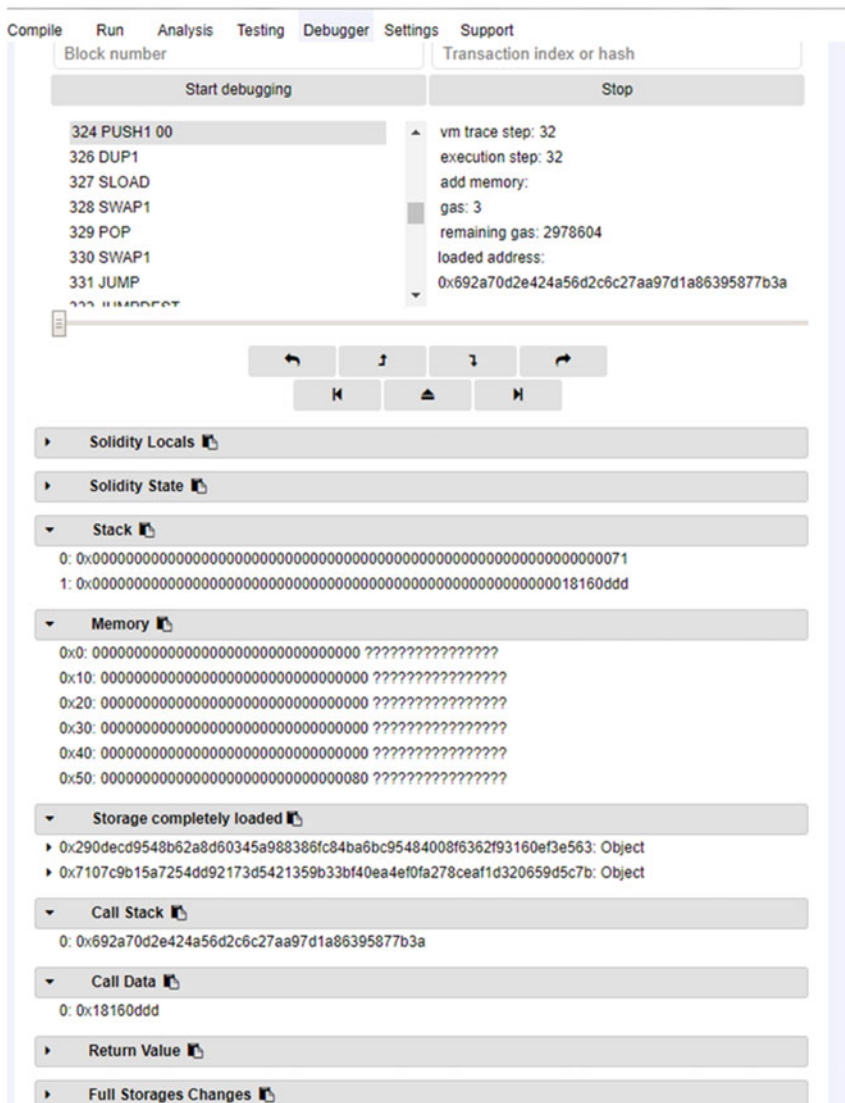 Compile Run Analysis Testing Debugger Settings Support
Block number Transaction index or hash
Start debugging Stop
324 PUSH1 00
326 DUP1
327 SLOAD
328 SWAP1
329 POP
330 SWAP1
331 JUMP
332 JUMPDEST
vm trace step: 32
execution step: 32
add memory:
gas: 3
remaining gas: 2978604
loaded address:
0x692a70d2e424a56d2c6c27aa97d1a86395877b3a
Solidity Locals
Solidity State
Stack
0: 0x0000000000000000000000000000000000000000000000000000000000000071
1: 0x0000000000000000000000000000000000000000000000000000000018160ddd
Memory
0x0: 00000000000000000000000000000000 ????????????????
0x10: 00000000000000000000000000000000 ????????????????
0x20: 00000000000000000000000000000000 ????????????????
0x30: 00000000000000000000000000000000 ????????????????
0x40: 00000000000000000000000000000000 ????????????????
0x50: 00000000000000000000000000000080 ????????????????
Storage completely loaded
0x290decd9548b62a8d60345a988386fc84ba6bc95484008f6362f93160ef3e563: Object
0x7107c9b15a7254dd92173d5421359b33bf40ea4ef0fa278ceaf1d320659d5c7b: Object
Call Stack
0: 0x692a70d2e424a56d2c6c27aa97d1a86395877b3a
Call Data
0: 0x18160ddd
Return Value
Full Storages Changes